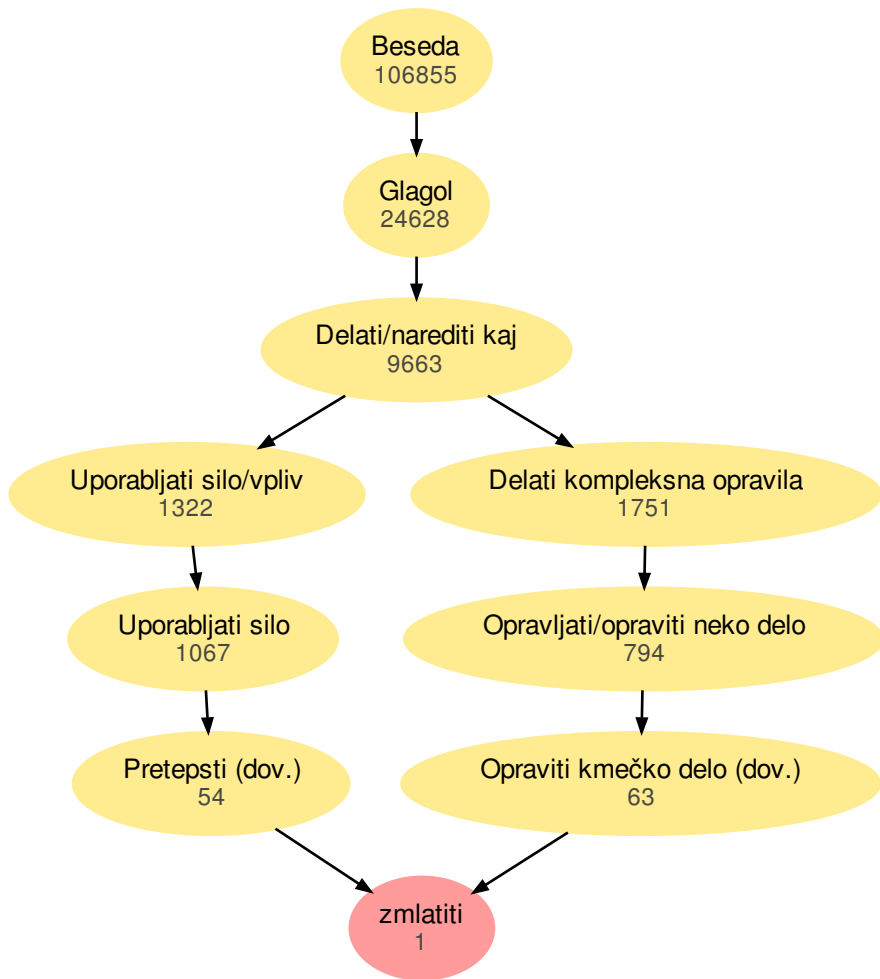 Beseda
106855
Glagol
24628
Delati/narediti kaj
9663
Uporabljati silo/vpliv
1322
Delati kompleksna opravila
1751
Uporabljati silo
1067
Opravljati/opraviti neko delo
794
Pretepsti (dov.)
54
Opraviti kmečko delo (dov.)
63
zmlatiti
1